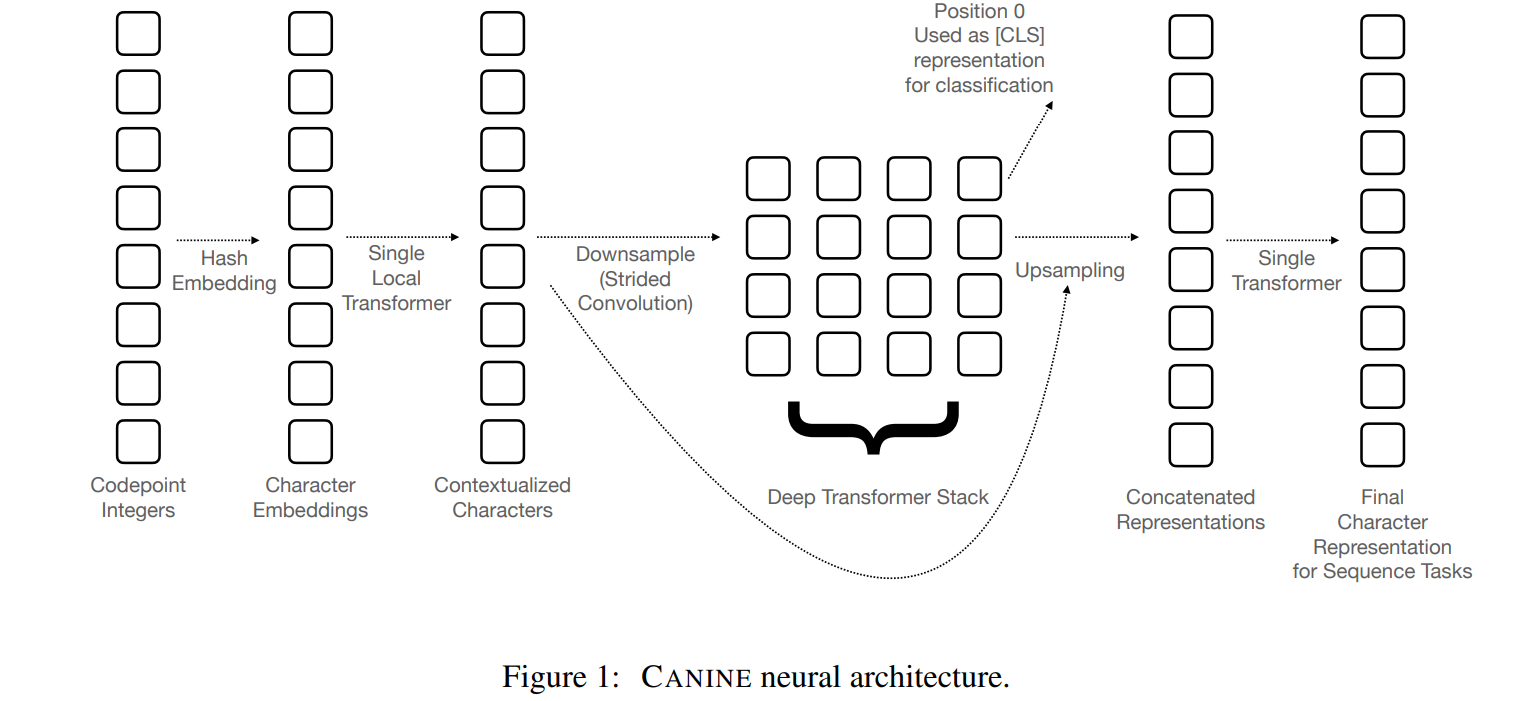 Position 0
Used as [CLS]
representation
for classification
Hash
Embedding
Single
Local
Transformer
Downsample
(Strided
Convolution)
Upsampling
Single
Transformer
Codepoint
Integers
Character
Embeddings
Contextualized
Characters
Deep Transformer Stack
Concatenated
Representations
Final
Character
Representation
for Sequence Tasks
Figure 1: CANINE neural architecture.